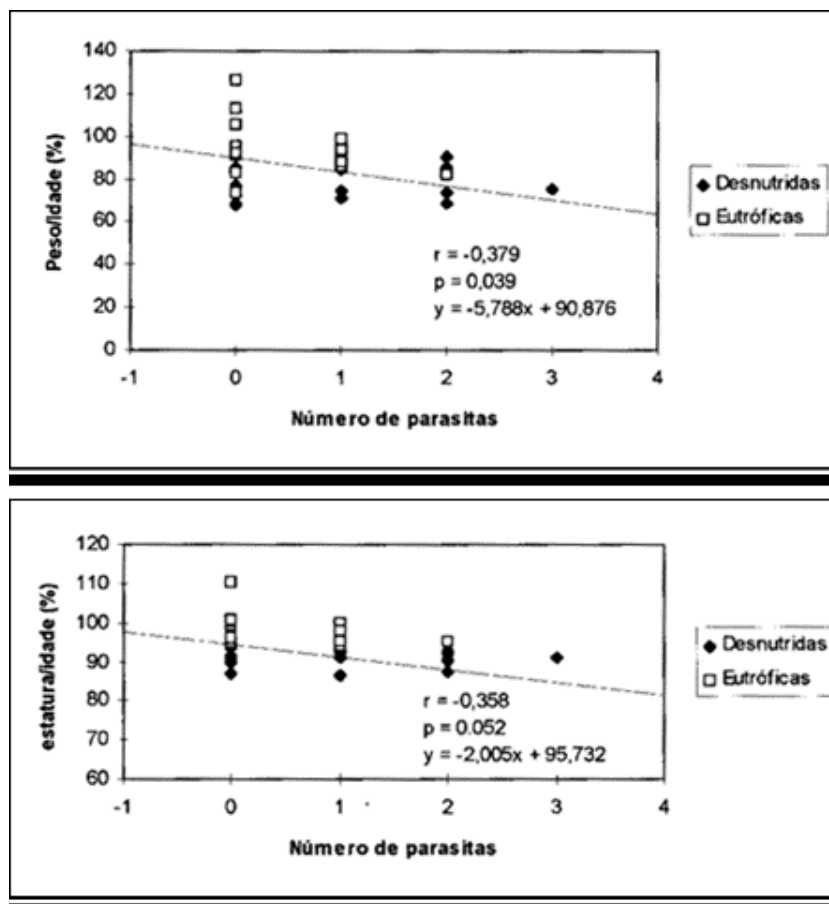 140
120
100
80
60
40
20
0
-1 0 1 2 3 4
Peso/Idade (%)
Número de parasitas
r = -0,379
p = 0,039
y = -5,788x + 90,876
Desnutridas
Eutróficas
120
110
100
90
80
70
60
-1 0 1 2 3 4
estatura/idade (%)
Número de parasitas
r = -0,358
p = 0.052
y = -2,005x + 95,732
Desnutridas
Eutróficas